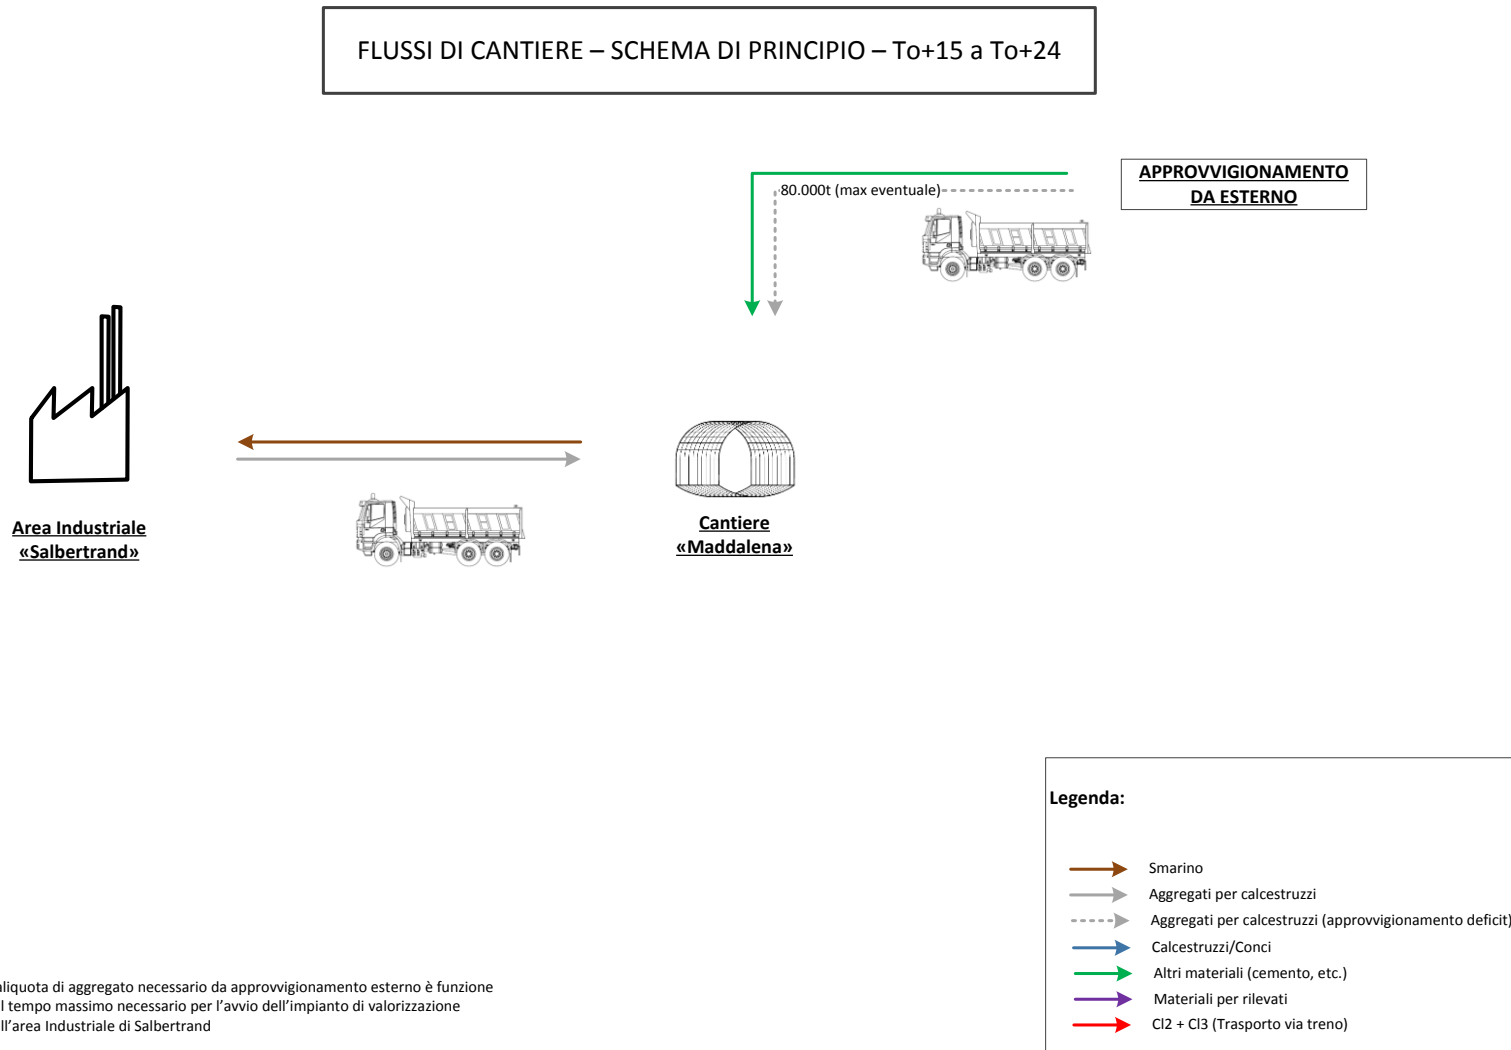 FLUSSI DI CANTIERE – SCHEMA DI PRINCIPIO – To+15 a To+24
APPROVVIGIONAMENTO
DA ESTERNO
80.000t (max eventuale)
Area Industriale
«Salbertrand»
Cantiere
«Maddalena»
Legenda:
Smarino
Aggregati per calcestruzzi
Aggregati per calcestruzzi (approvvigionamento deficit)
Calcestruzzi/Conci
Altri materiali (cemento, etc.)
Materiali per rilevati
Cl2 + Cl3 (Trasporto via treno)
aliquota di aggregato necessario da approvvigionamento esterno è funzione
l tempo massimo necessario per l'avvio dell'impianto di valorizzazione
ll'area Industriale di Salbertrand